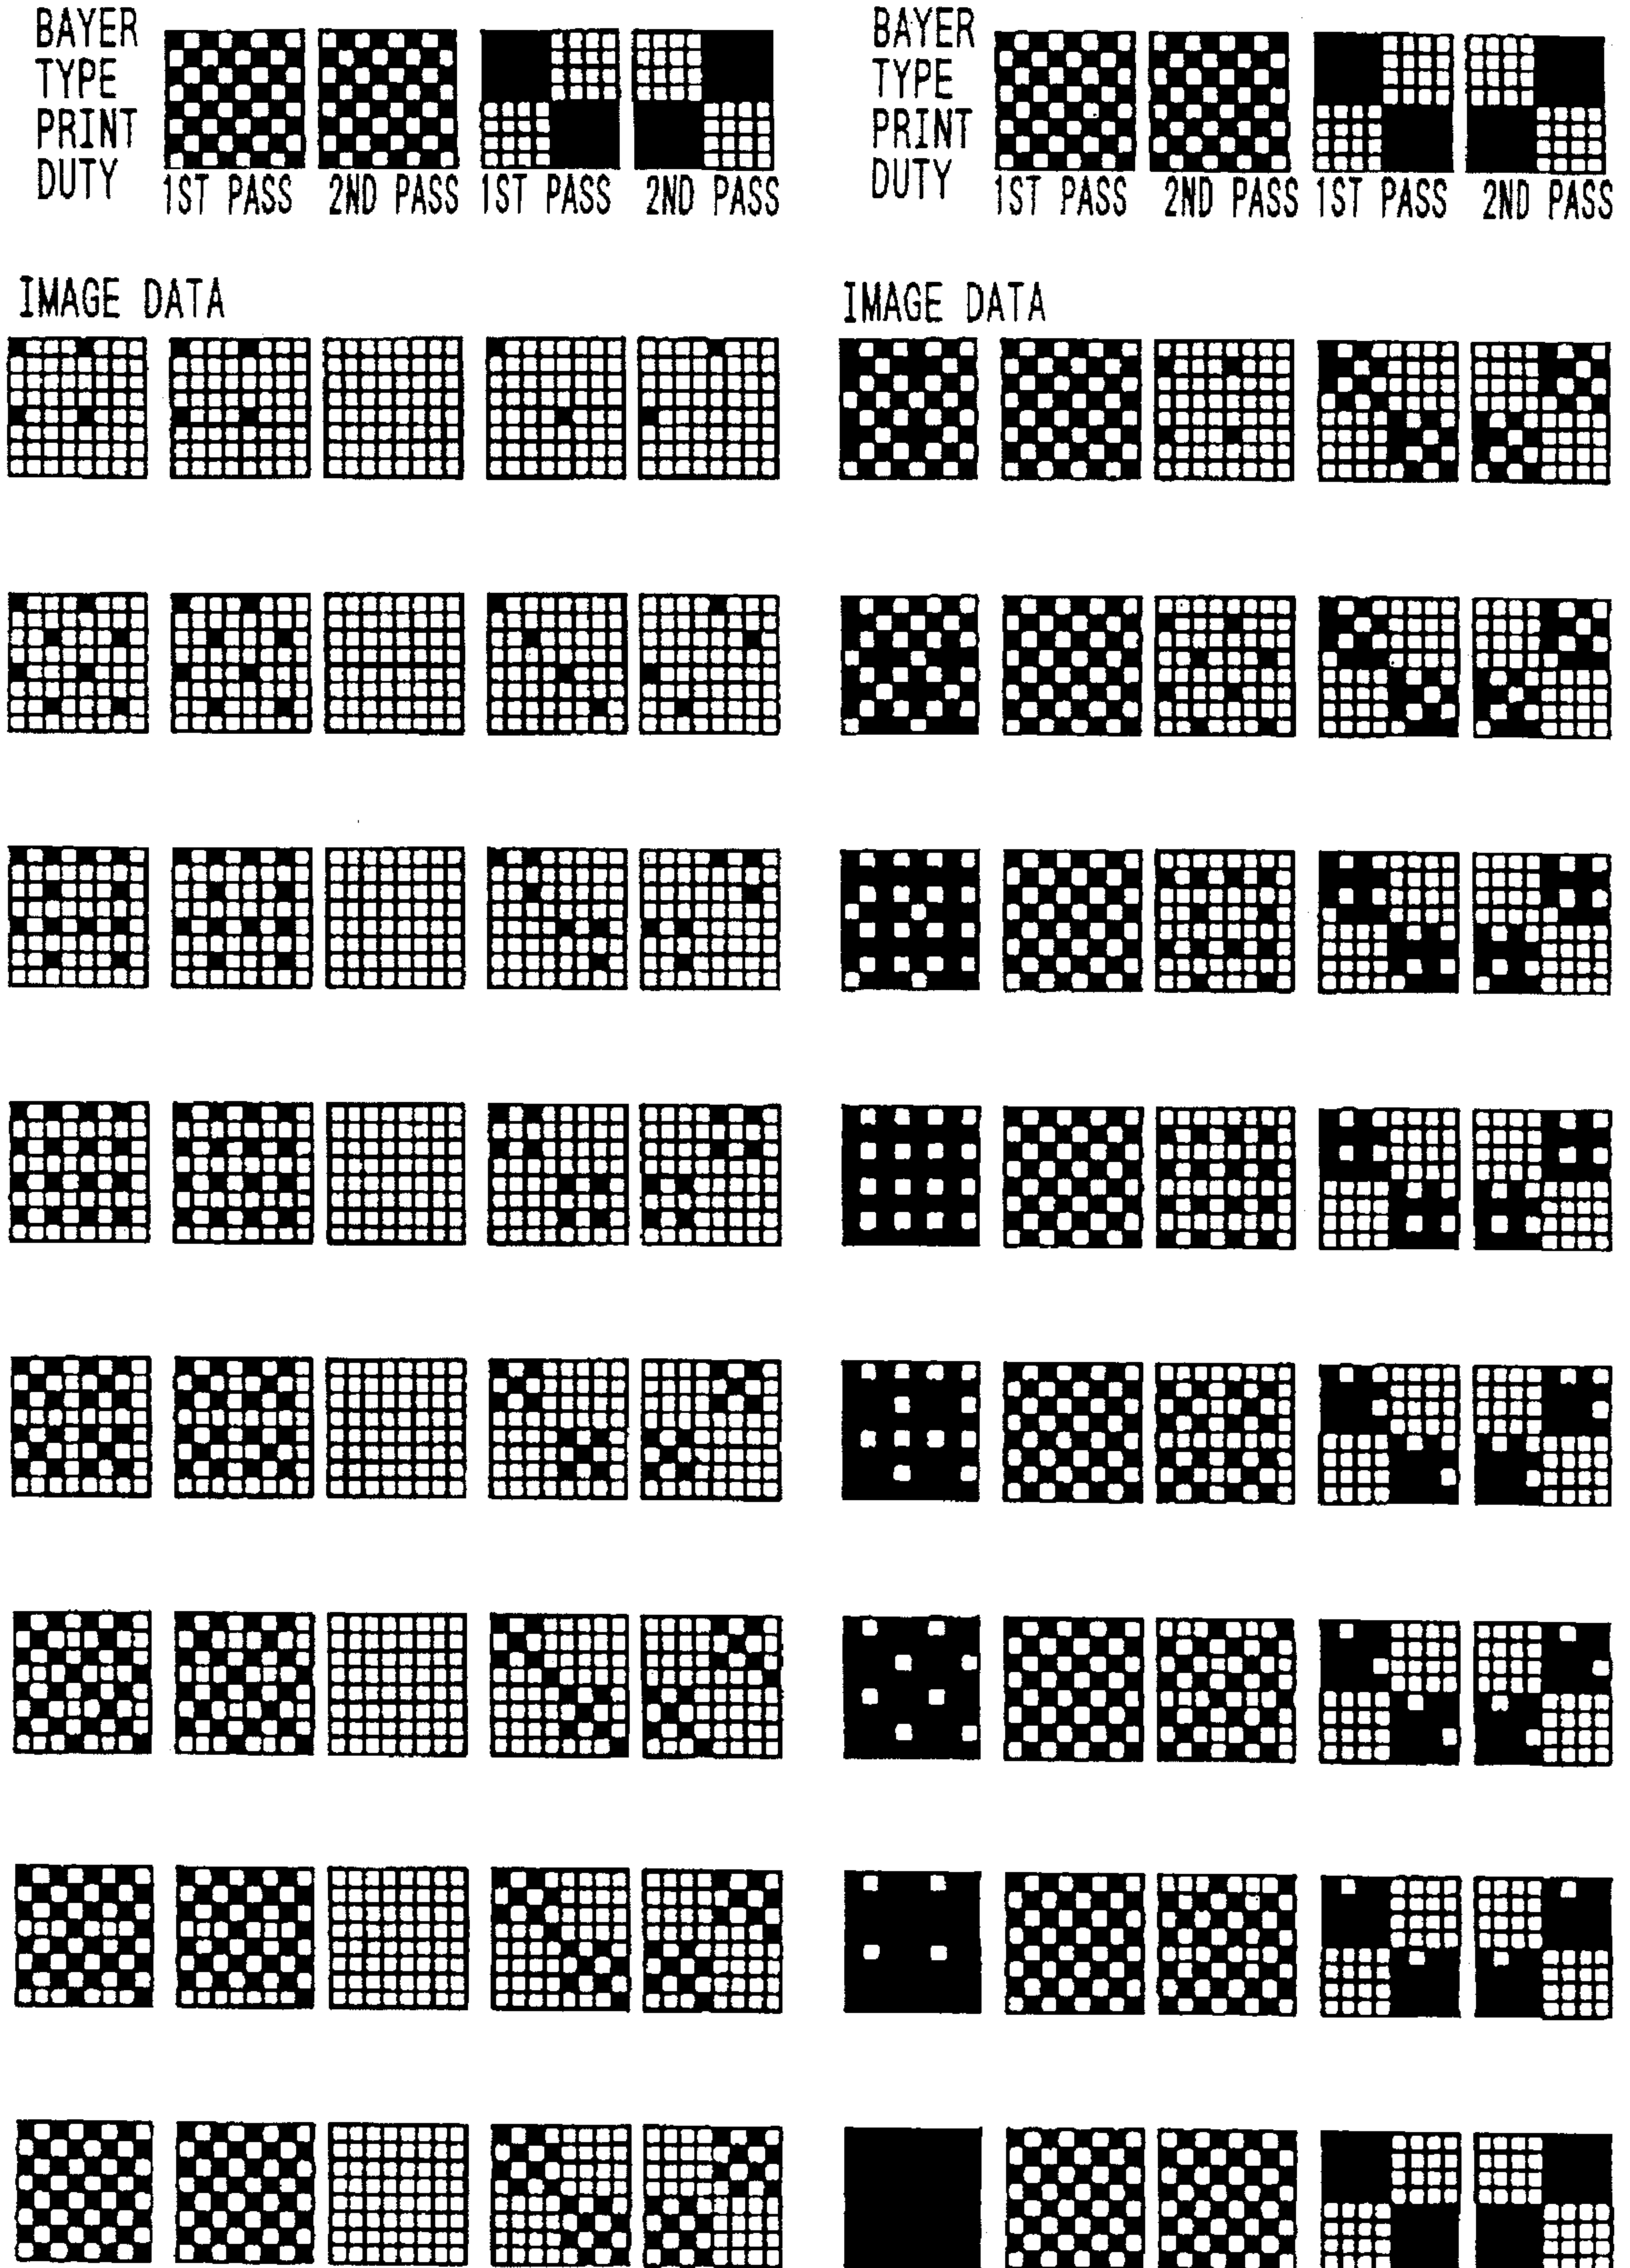 BAYER
TYPE
PRINT
DUTY
1ST PASS 2ND PASS 1ST PASS 2ND PASS
IMAGE DATA
BAYER
TYPE
PRINT
DUTY
1ST PASS 2ND PASS 1ST PASS 2ND PASS
IMAGE DATA